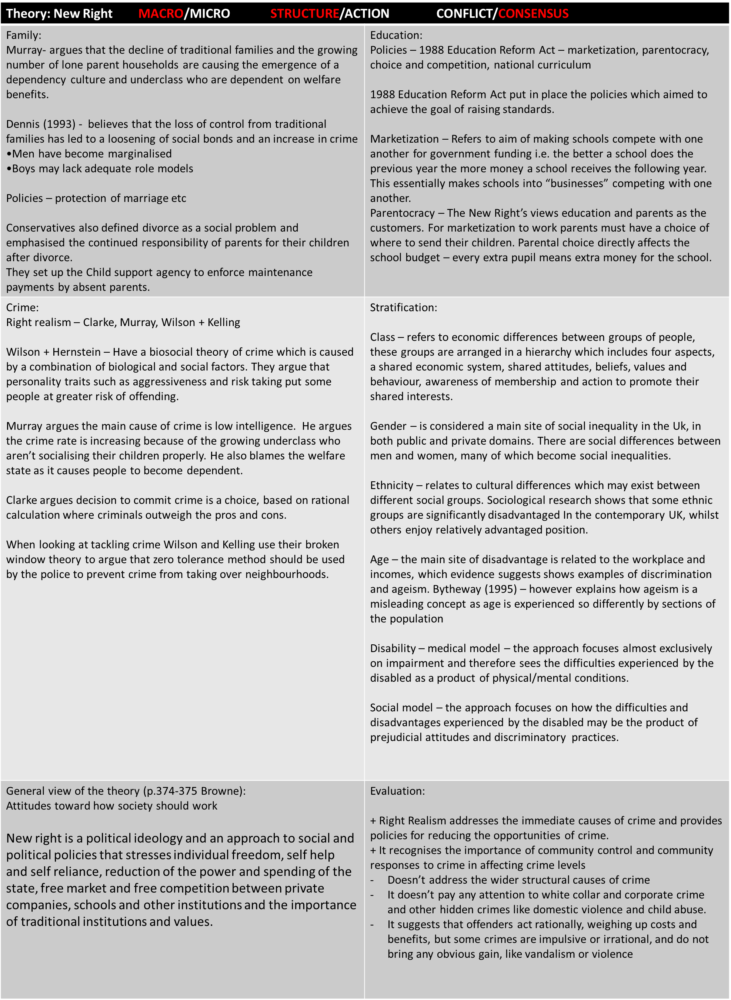 Theory: New Right MACRO/MICRO STRUCTURE/ACTION CONFLICT/CONSENSUS
Family:
Murray- argues that the decline of traditional families and the growing
number of lone parent households are causing the emergence of a
dependency culture and underclass who are dependent on welfare
benefits.
Dennis (1993) - believes that the loss of control from traditional
families has led to a loosening of social bonds and an increase in crime
•Men have become marginalised
•Boys may lack adequate role models
Policies – protection of marriage etc
Conservatives also defined divorce as a social problem and
emphasised the continued responsibility of parents for their children
after divorce.
They set up the Child support agency to enforce maintenance
payments by absent parents.
Education:
Policies – 1988 Education Reform Act – marketization, parentocracy,
choice and competition, national curriculum
1988 Education Reform Act put in place the policies which aimed to
achieve the goal of raising standards.
Marketization – Refers to aim of making schools compete with one
another for government funding i.e. the better a school does the
previous year the more money a school receives the following year.
This essentially makes schools into “businesses” competing with one
another.
Parentocracy – The New Right’s views education and parents as the
customers. For marketization to work parents must have a choice of
where to send their children. Parental choice directly affects the
school budget – every extra pupil means extra money for the school.
Crime:
Right realism – Clarke, Murray, Wilson + Kelling
Wilson + Hernstein – Have a biosocial theory of crime which is caused
by a combination of biological and social factors. They argue that
personality traits such as aggressiveness and risk taking put some
people at greater risk of offending.
Murray argues the main cause of crime is low intelligence. He argues
the crime rate is increasing because of the growing underclass who
aren’t socialising their children properly. He also blames the welfare
state as it causes people to become dependent.
Clarke argues decision to commit crime is a choice, based on rational
calculation where criminals outweigh the pros and cons.
When looking at tackling crime Wilson and Kelling use their broken
window theory to argue that zero tolerance method should be used
by the police to prevent crime from taking over neighbourhoods.
Stratification:
Class – refers to economic differences between groups of people,
these groups are arranged in a hierarchy which includes four aspects,
a shared economic system, shared attitudes, beliefs, values and
behaviour, awareness of membership and action to promote their
shared interests.
Gender – is considered a main site of social inequality in the Uk, in
both public and private domains. There are social differences between
men and women, many of which become social inequalities.
Ethnicity – relates to cultural differences which may exist between
different social groups. Sociological research shows that some ethnic
groups are significantly disadvantaged In the contemporary UK, whilst
others enjoy relatively advantaged position.
Age – the main site of disadvantage is related to the workplace and
incomes, which evidence suggests shows examples of discrimination
and ageism. Bytheway (1995) – however explains how ageism is a
misleading concept as age is experienced so differently by sections of
the population
Disability – medical model – the approach focuses almost exclusively
on impairment and therefore sees the difficulties experienced by the
disabled as a product of physical/mental conditions.
Social model – the approach focuses on how the difficulties and
disadvantages experienced by the disabled may be the product of
prejudicial attitudes and discriminatory practices.
General view of the theory (p.374-375 Browne):
Attitudes toward how society should work
New right is a political ideology and an approach to social and
political policies that stresses individual freedom, self help
and self reliance, reduction of the power and spending of the
state, free market and free competition between private
companies, schools and other institutions and the importance
of traditional institutions and values.
Evaluation:
+ Right Realism addresses the immediate causes of crime and provides
policies for reducing the opportunities of crime.
+ It recognises the importance of community control and community
responses to crime in affecting crime levels
- Doesn’t address the wider structural causes of crime
- It doesn’t pay any attention to white collar and corporate crime
and other hidden crimes like domestic violence and child abuse.
- It suggests that offenders act rationally, weighing up costs and
benefits, but some crimes are impulsive or irrational, and do not
bring any obvious gain, like vandalism or violence